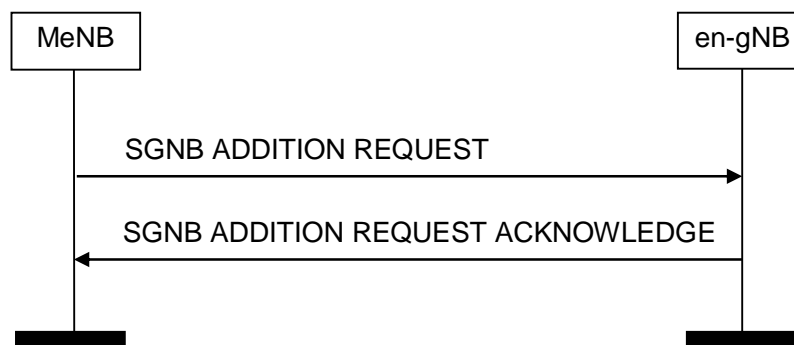 MeNB
en-gNB
SGNB ADDITION REQUEST
SGNB ADDITION REQUEST ACKNOWLEDGE